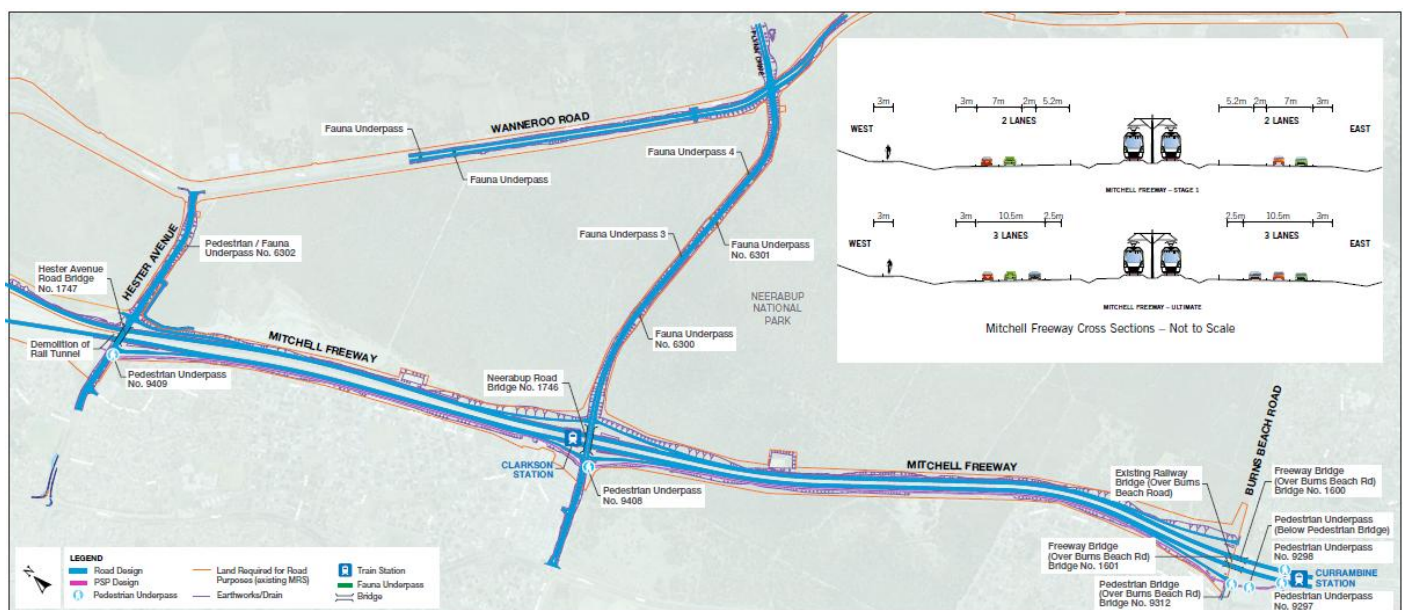 FLYNN DRIVE
WANNEROO ROAD
Fauna Underpass
Fauna Underpass
Fauna Underpass 4
Fauna Underpass 3
Fauna Underpass
No. 6301
Fauna Underpass
No. 6300
NEERABUP
NATIONAL
PARK
HESTER AVENUE
Pedestrian / Fauna
Underpass No. 6302
Hester Avenue
Road Bridge
No. 1747
Demolition of
Rail Tunnel
Pedestrian Underpass
No. 9409
MITCHELL FREEWAY
Neerabup Road
Bridge No. 1746
CLARKSON
STATION
Pedestrian Underpass
No. 9408
MITCHELL FREEWAY
BURNS BEACH ROAD
Existing Railway
Bridge (Over Burns
Beach Road)
Freeway Bridge
(Over Burns Beach Rd)
Bridge No. 1600
Pedestrian Underpass
(Below Pedestrian Bridge)
Freeway Bridge
(Over Burns Beach Rd)
Bridge No. 1601
Pedestrian Underpass
No. 9298
CURRAMBINE
STATION
Pedestrian Bridge
(Over Burns Beach Rd)
Bridge No. 9312
Pedestrian Underpass
No. 9297
3m 3m 7m 2m 5.2m 5.2m 2m 7m 3m
WEST 2 LANES 2 LANES EAST
MITCHELL FREEWAY – STAGE 1
3m 3m 10.5m 2.5m 2.5m 10.5m 3m
WEST 3 LANES 3 LANES EAST
MITCHELL FREEWAY – ULTIMATE
Mitchell Freeway Cross Sections – Not to Scale
N
LEGEND
Road Design
PSP Design
Pedestrian Underpass
Land Required for Road
Purposes (existing MRS)
Earthworks/Drain
Train Station
Fauna Underpass
Bridge